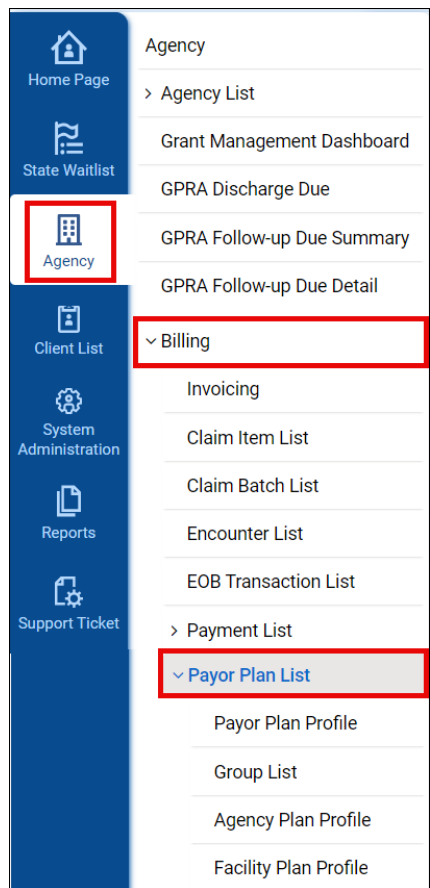 Home Page
State Waitlist
Agency
Client List
System
Administration
Reports
Support Ticket
Agency
Agency List
Grant Management Dashboard
GPRA Discharge Due
GPRA Follow-up Due Summary
GPRA Follow-up Due Detail
Billing
Invoicing
Claim Item List
Claim Batch List
Encounter List
EOB Transaction List
Payment List
Payor Plan List
Payor Plan Profile
Group List
Agency Plan Profile
Facility Plan Profile